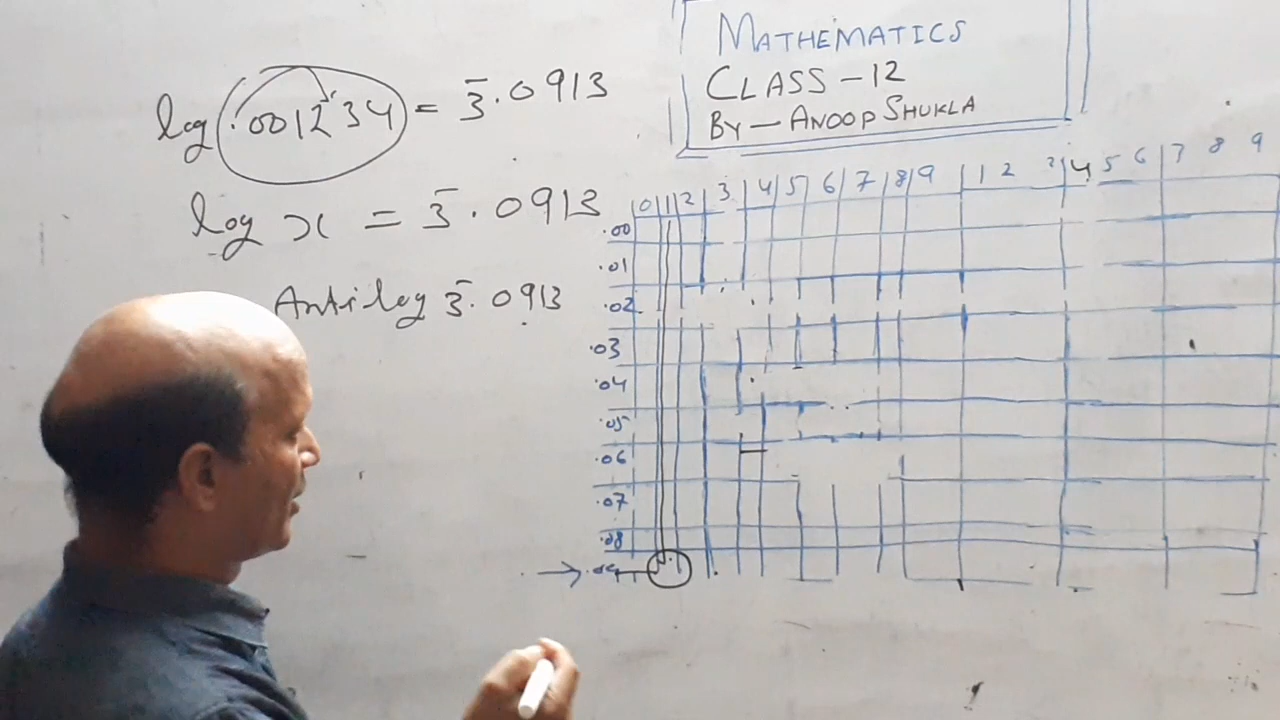 MATHEMATICS
CLASS-12
BY-ANOOP SHUKLA
log(.001234) = 3̅.0913
log x = 3̅.0913
Antilog 3̅.0913
0 1 2 3 4 5 6 7 8 9 1 2 3 4 5 6 7 8 9
.00
.01
.02
.03
.04
.05
.06
.07
.08
.09